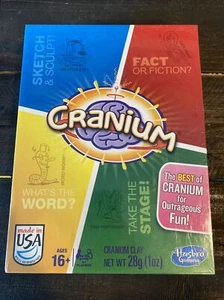 SKETCH
& SCULPT!
FACT
OR FICTION?
CRANIUM
WHAT'S
THE WORD?
TAKE THE
STAGE!
The BEST of
CRANIUM
for
Outrageous
Fun!
made in
USA
AGES
16+
CRANIUM CLAY
NET WT 28g (1oz)
Hasbro
Gaming